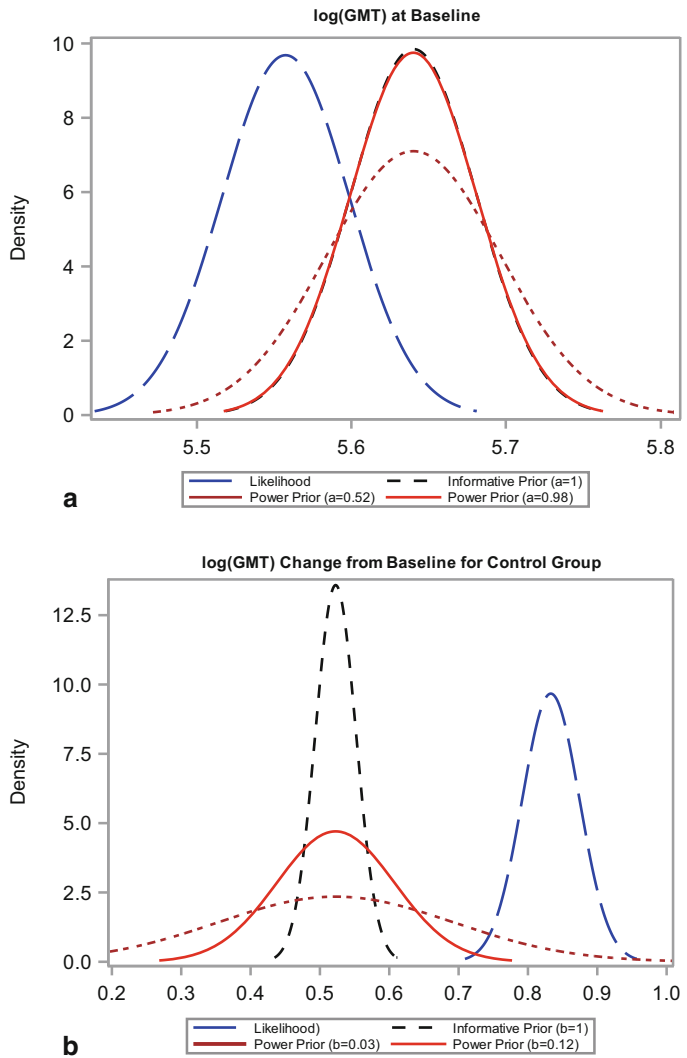 log(GMT) at Baseline
10
8
6
4
2
0
Density
5.5 5.6 5.7 5.8
Likelihood Informative Prior (a=1)
Power Prior (a=0.52) Power Prior (a=0.98)
a
log(GMT) Change from Baseline for Control Group
12.5
10.0
7.5
5.0
2.5
0.0
Density
0.2 0.3 0.4 0.5 0.6 0.7 0.8 0.9 1.0
Likelihood) Informative Prior (b=1)
Power Prior (b=0.03) Power Prior (b=0.12)
b